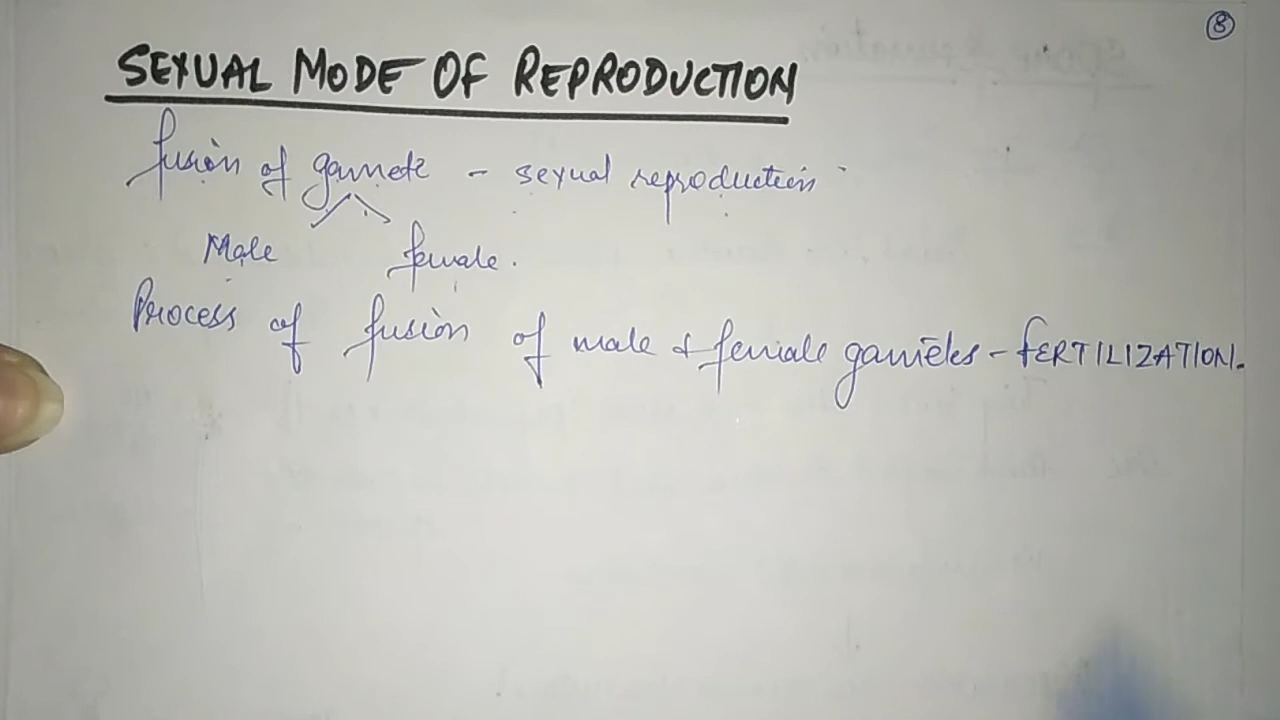 8
SEXUAL MODE OF REPRODUCTION
fusion of gamete - sexual reproduction
Male female.
Process of fusion of male & female gametes - FERTILIZATION.